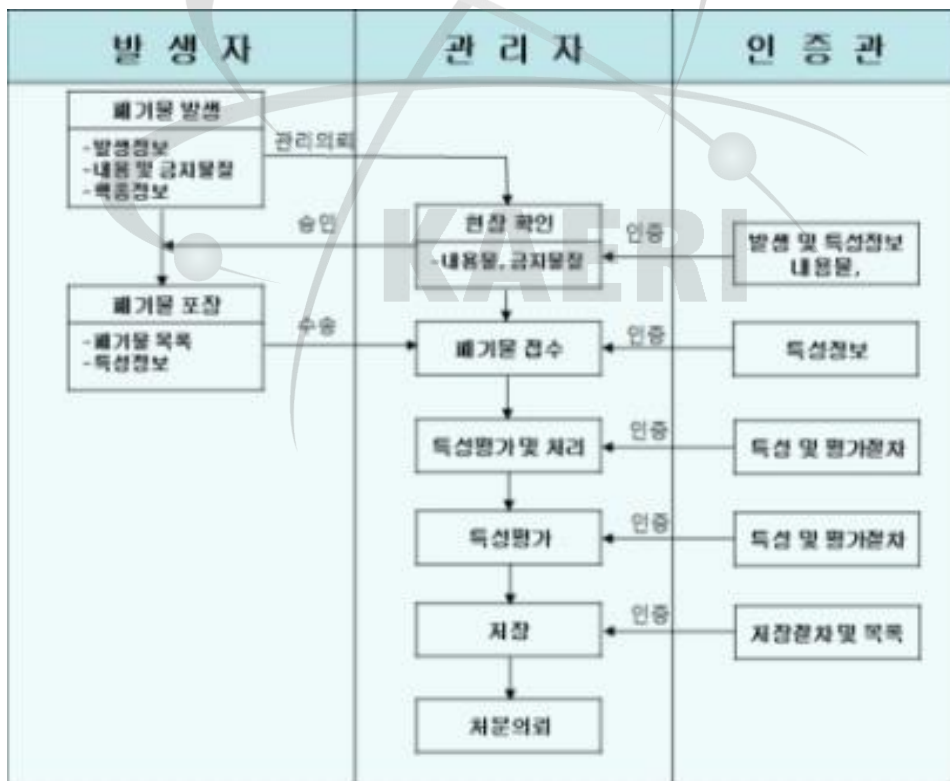 발생자
관리자
인증관
폐기물 발생
-발생정보
-내용 및 금지물질
-핵종정보
관리의뢰
승인
현장 확인
-내용물, 금지물질
인증
발생 및 특성정보
내용물,
폐기물 포장
-폐기물 목록
-특성정보
수송
폐기물 접수
인증
특성정보
특성평가 및 처리
인증
특성 및 평가절차
특성평가
인증
특성 및 평가절차
저장
인증
저장절차 및 목록
처분의뢰
KAERI